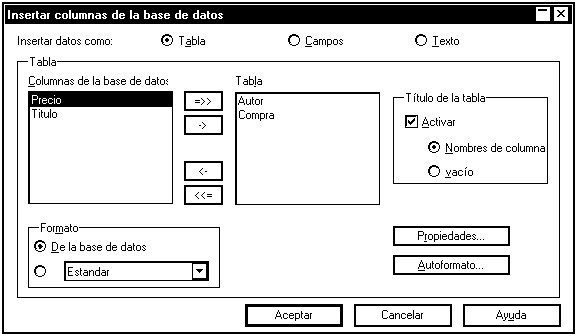 Insertar columnas de la base de datos
Insertar datos como: Tabla Campos Texto
Tabla
Columnas de la base de datos Tabla
Precio
Titulo
=>>
->
<-
<<=
Autor
Compra
Título de la tabla
Activar
Nombres de columna
vacío
Formato
De la base de datos
Estandar
Propiedades...
Autoformato...
Aceptar Cancelar Ayuda